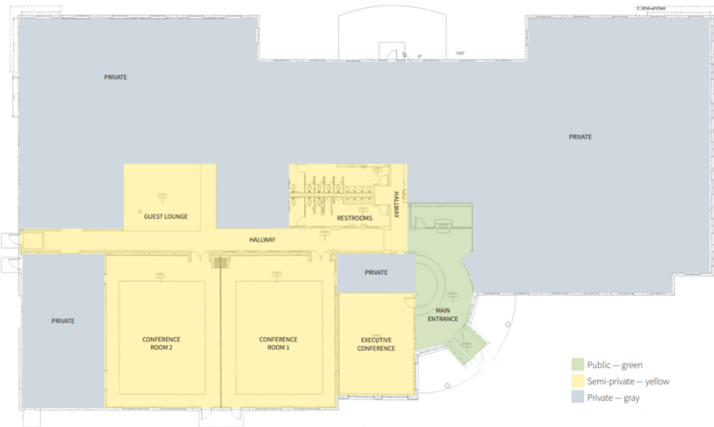 PRIVATE
PRIVATE
GUEST LOUNGE
RESTROOMS
HALLWAY
HALLWAY
PRIVATE
PRIVATE
MAIN
ENTRANCE
CONFERENCE
ROOM 2
CONFERENCE
ROOM 1
EXECUTIVE
CONFERENCE
Public — green
Semi-private — yellow
Private — gray